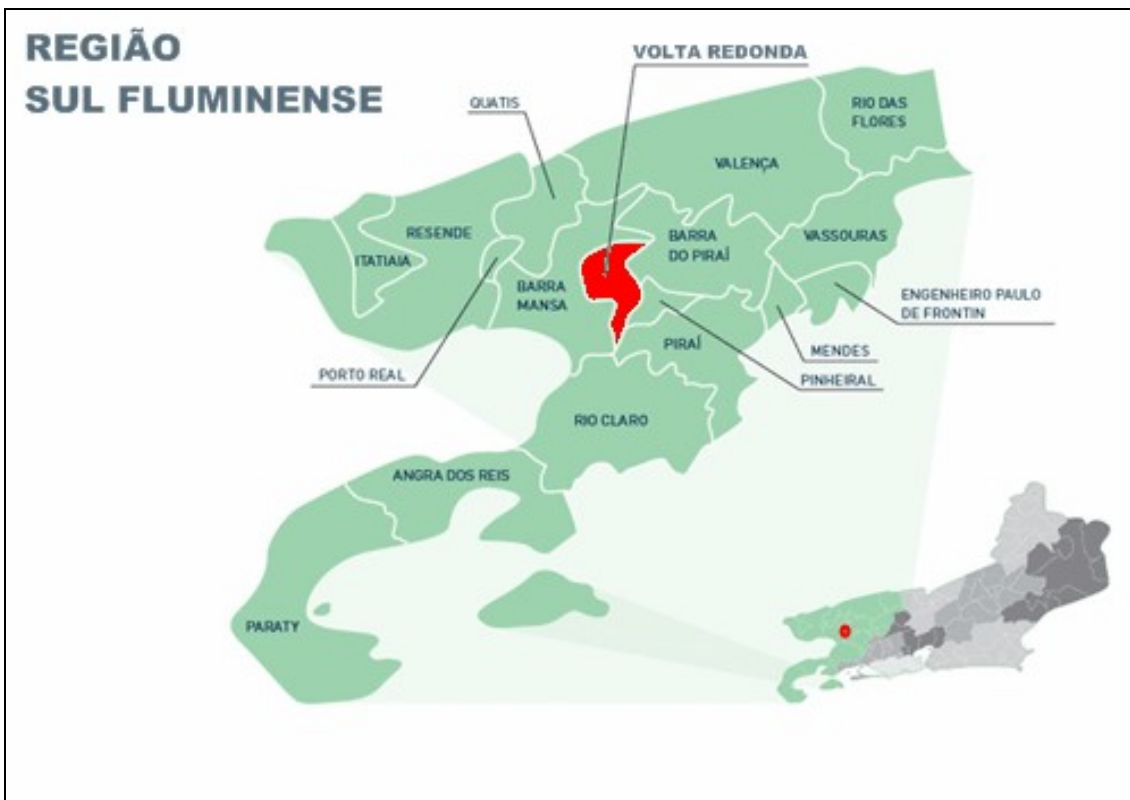 REGIÃO
SUL FLUMINENSE
VOLTA REDONDA
QUATIS
RIO DAS
FLORES
VALENÇA
RESENDE
BARRA
DO PIRAÍ
VASSOURAS
ITATIAIA
BARRA
MANSA
ENGENHEIRO PAULO
DE FRONTIN
PIRAÍ
MENDES
PORTO REAL
PINHEIRAL
RIO CLARO
ANGRA DOS REIS
PARATY